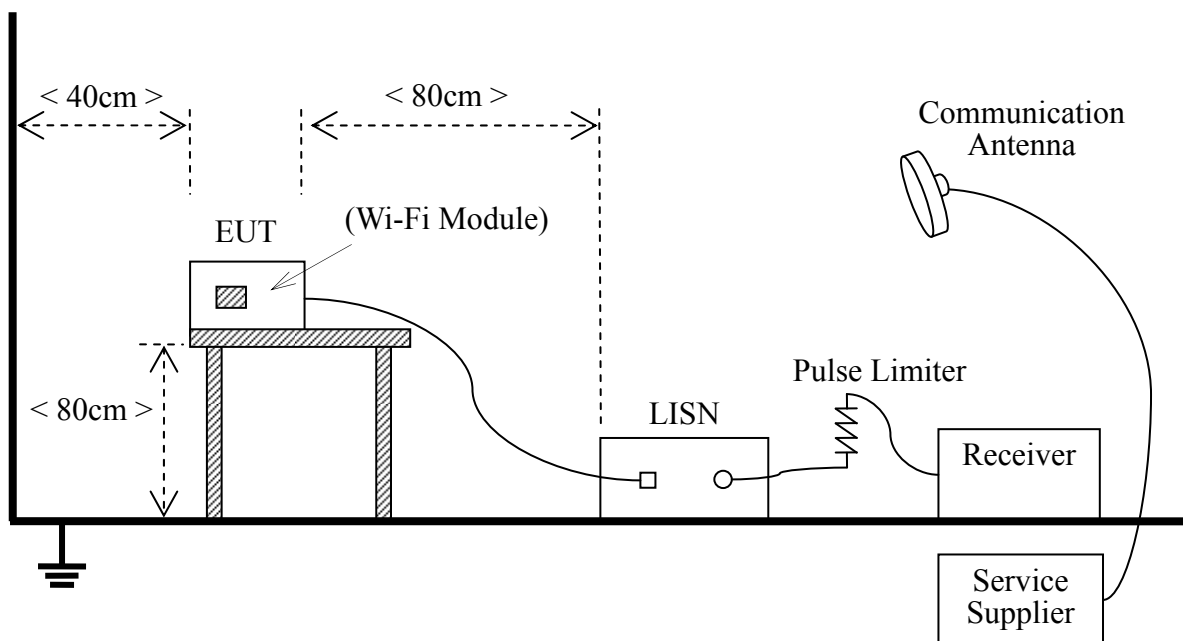 < 40cm >
< 80cm >
Communication
Antenna
(Wi-Fi Module)
EUT
Pulse Limiter
< 80cm >
LISN
Receiver
Service
Supplier